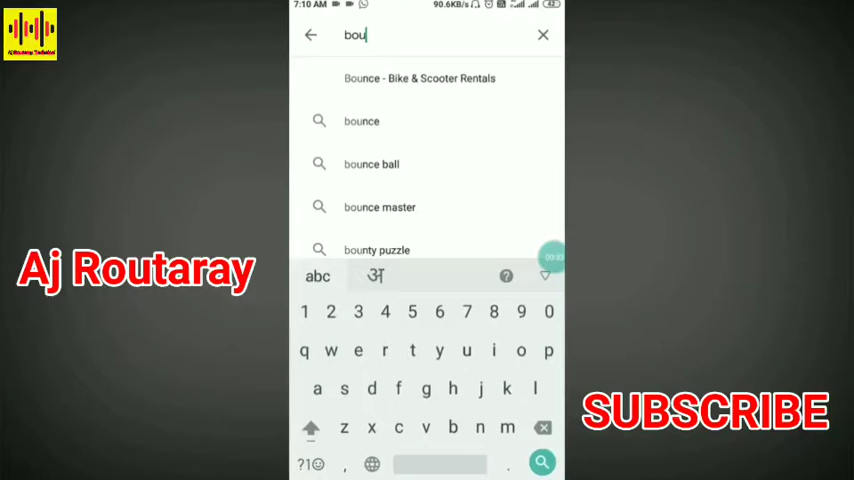 7:10 AM
90.6KB/s
42
bou
Bounce - Bike & Scooter Rentals
bounce
bounce ball
bounce master
bounty puzzle
Aj Routaray
SUBSCRIBE
abc अ ?
1 2 3 4 5 6 7 8 9 0
q w e r t y u i o p
a s d f g h j k l
z x c v b n m
?1☺ , .